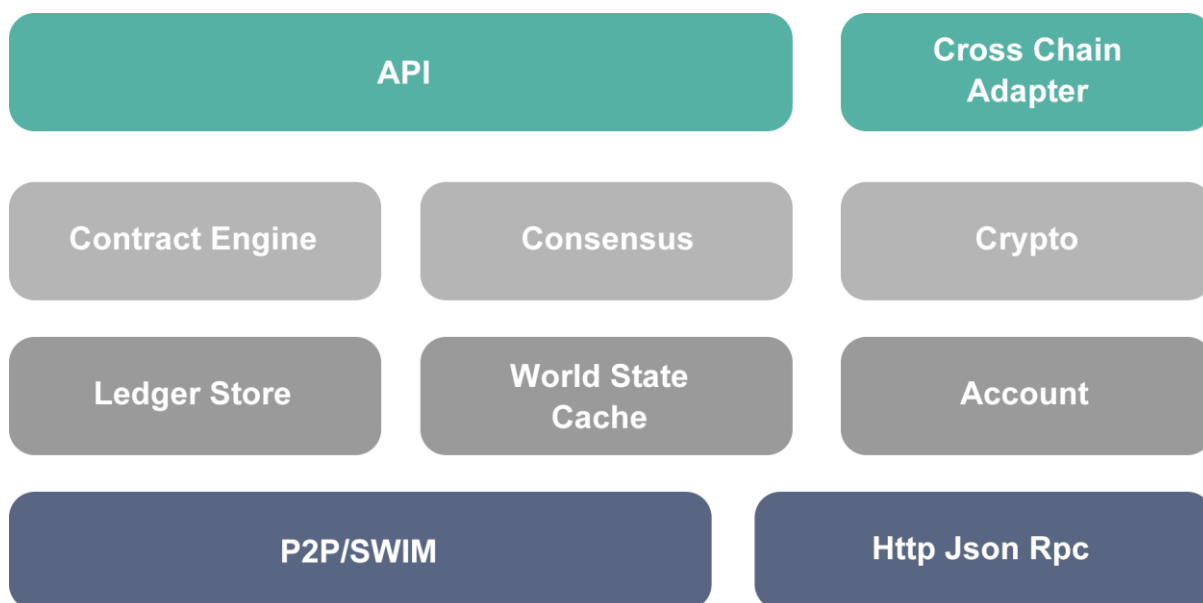 API
Cross Chain
Adapter
Contract Engine
Consensus
Crypto
Ledger Store
World State
Cache
Account
P2P/SWIM
Http Json Rpc